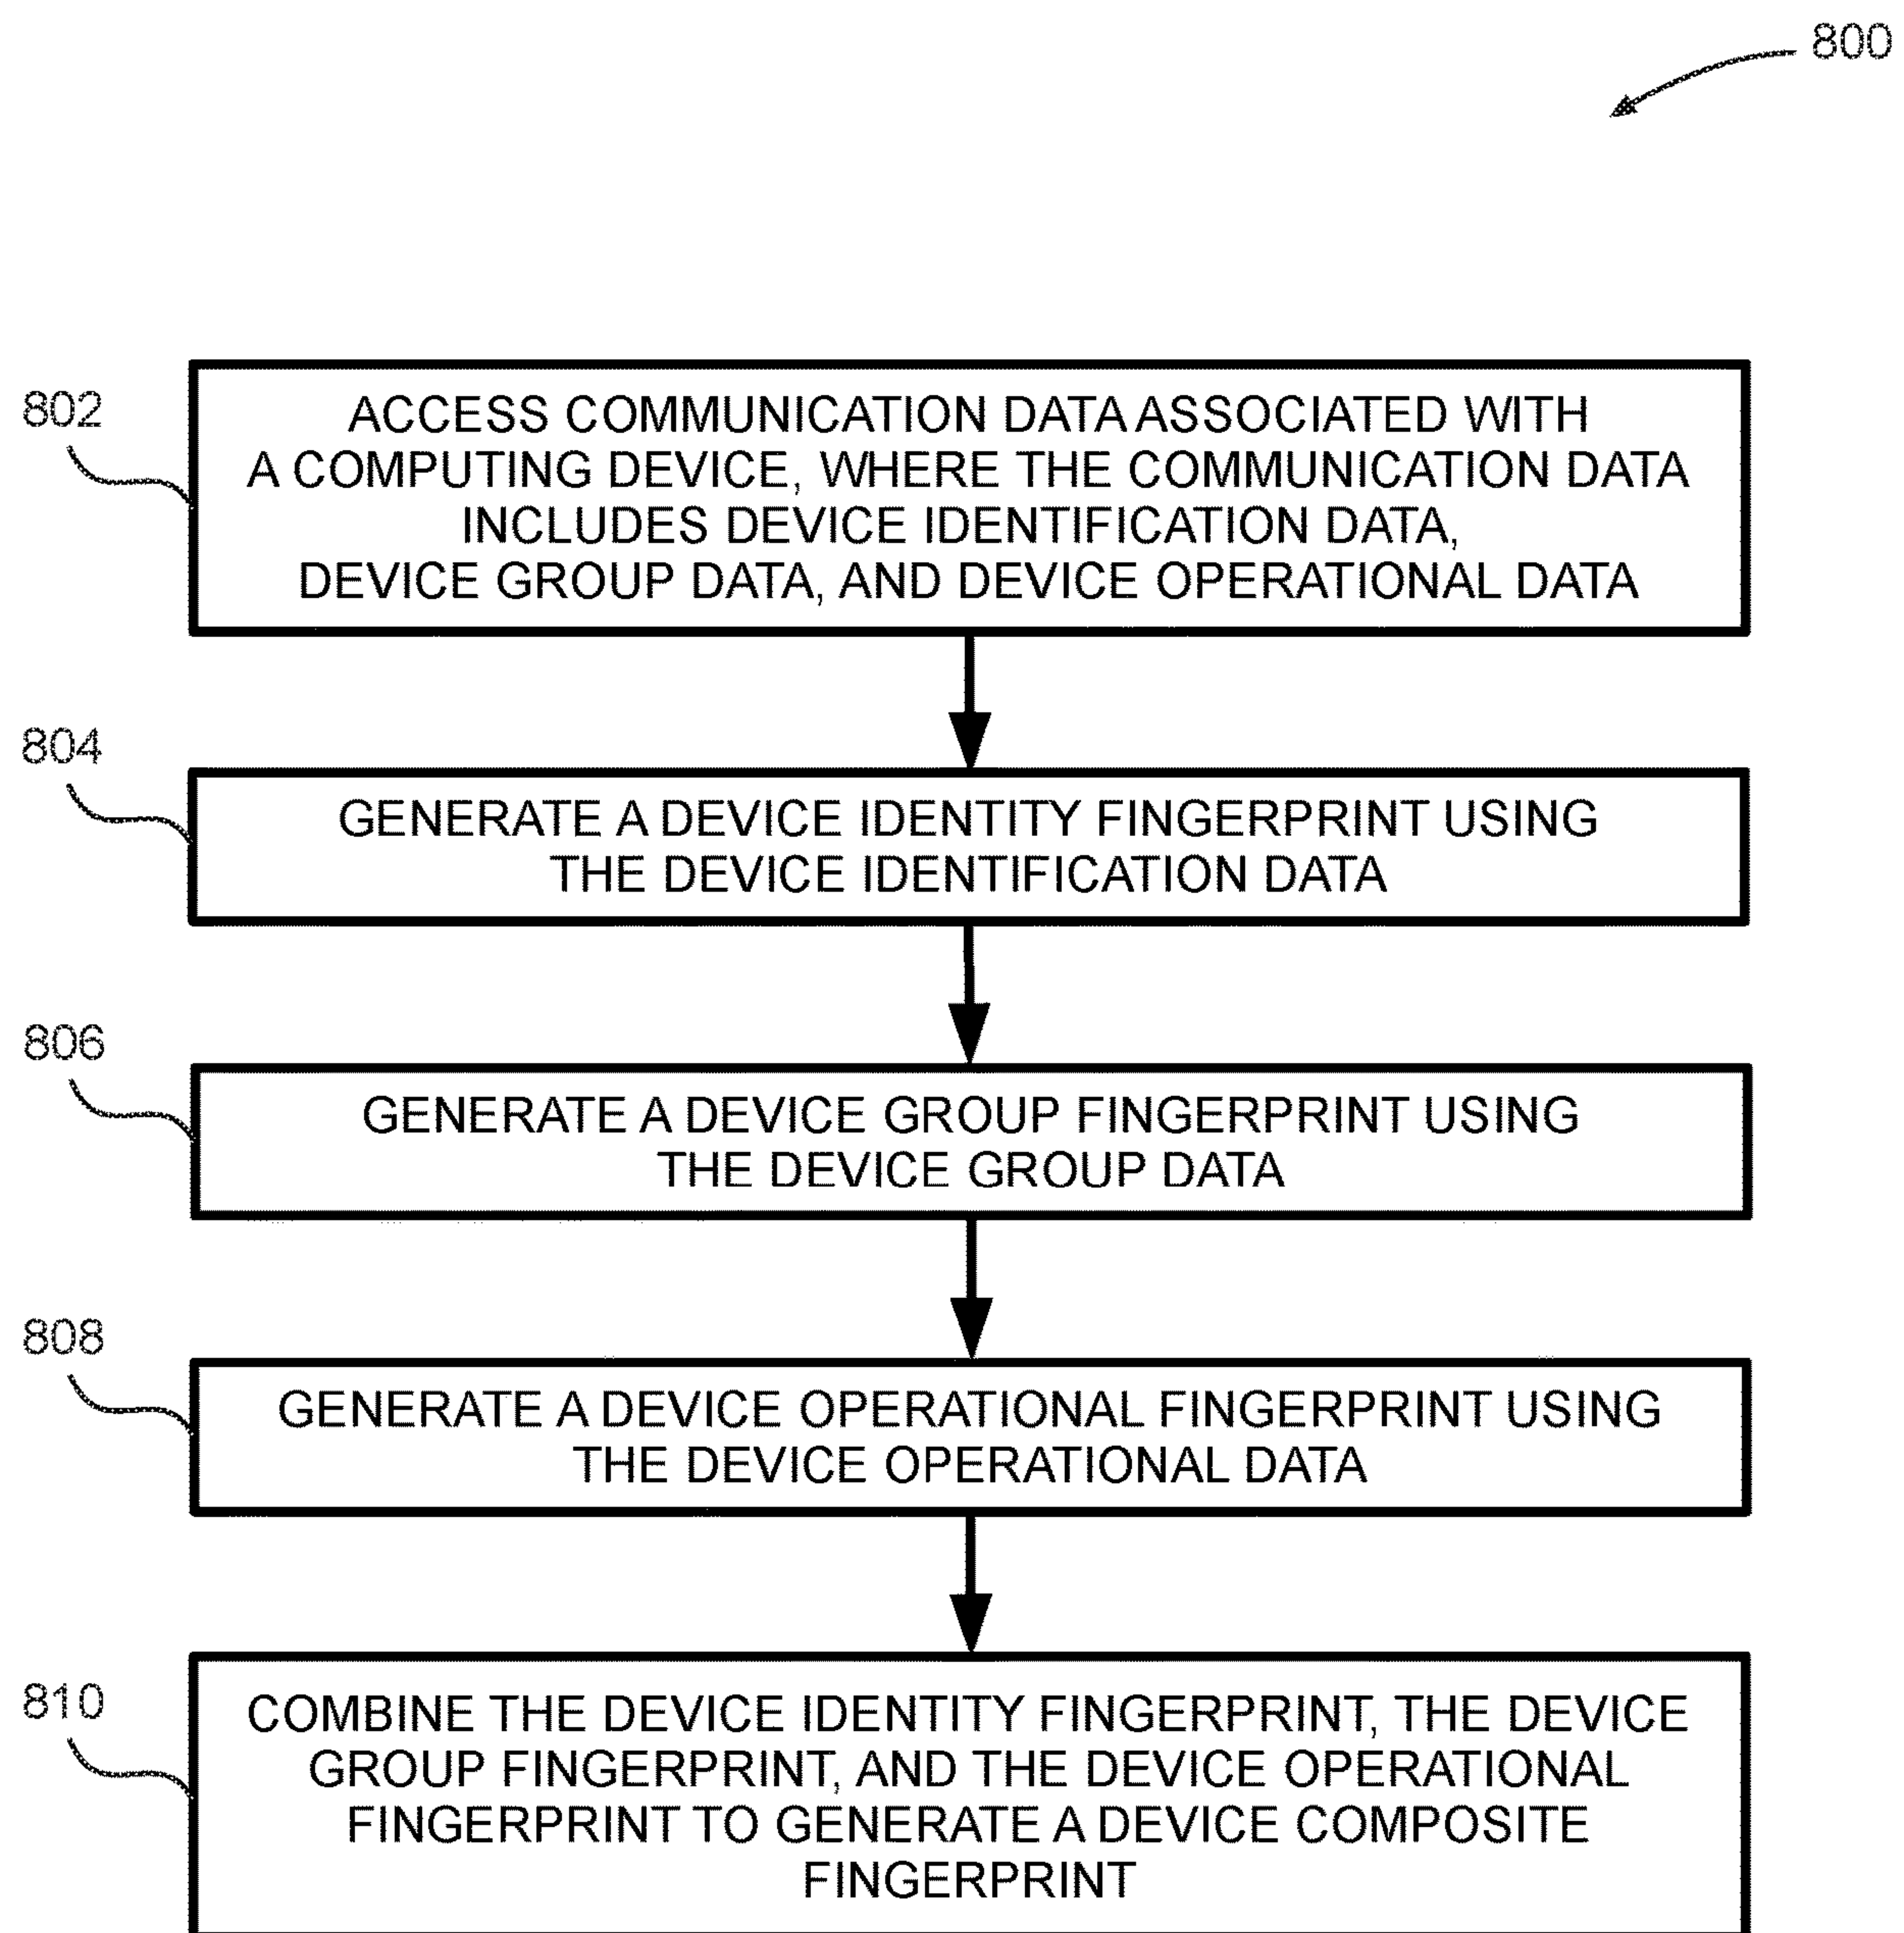 800
802
ACCESS COMMUNICATION DATA ASSOCIATED WITH
A COMPUTING DEVICE, WHERE THE COMMUNICATION DATA
INCLUDES DEVICE IDENTIFICATION DATA,
DEVICE GROUP DATA, AND DEVICE OPERATIONAL DATA
804
GENERATE A DEVICE IDENTITY FINGERPRINT USING
THE DEVICE IDENTIFICATION DATA
806
GENERATE A DEVICE GROUP FINGERPRINT USING
THE DEVICE GROUP DATA
808
GENERATE A DEVICE OPERATIONAL FINGERPRINT USING
THE DEVICE OPERATIONAL DATA
810
COMBINE THE DEVICE IDENTITY FINGERPRINT, THE DEVICE
GROUP FINGERPRINT, AND THE DEVICE OPERATIONAL
FINGERPRINT TO GENERATE A DEVICE COMPOSITE
FINGERPRINT